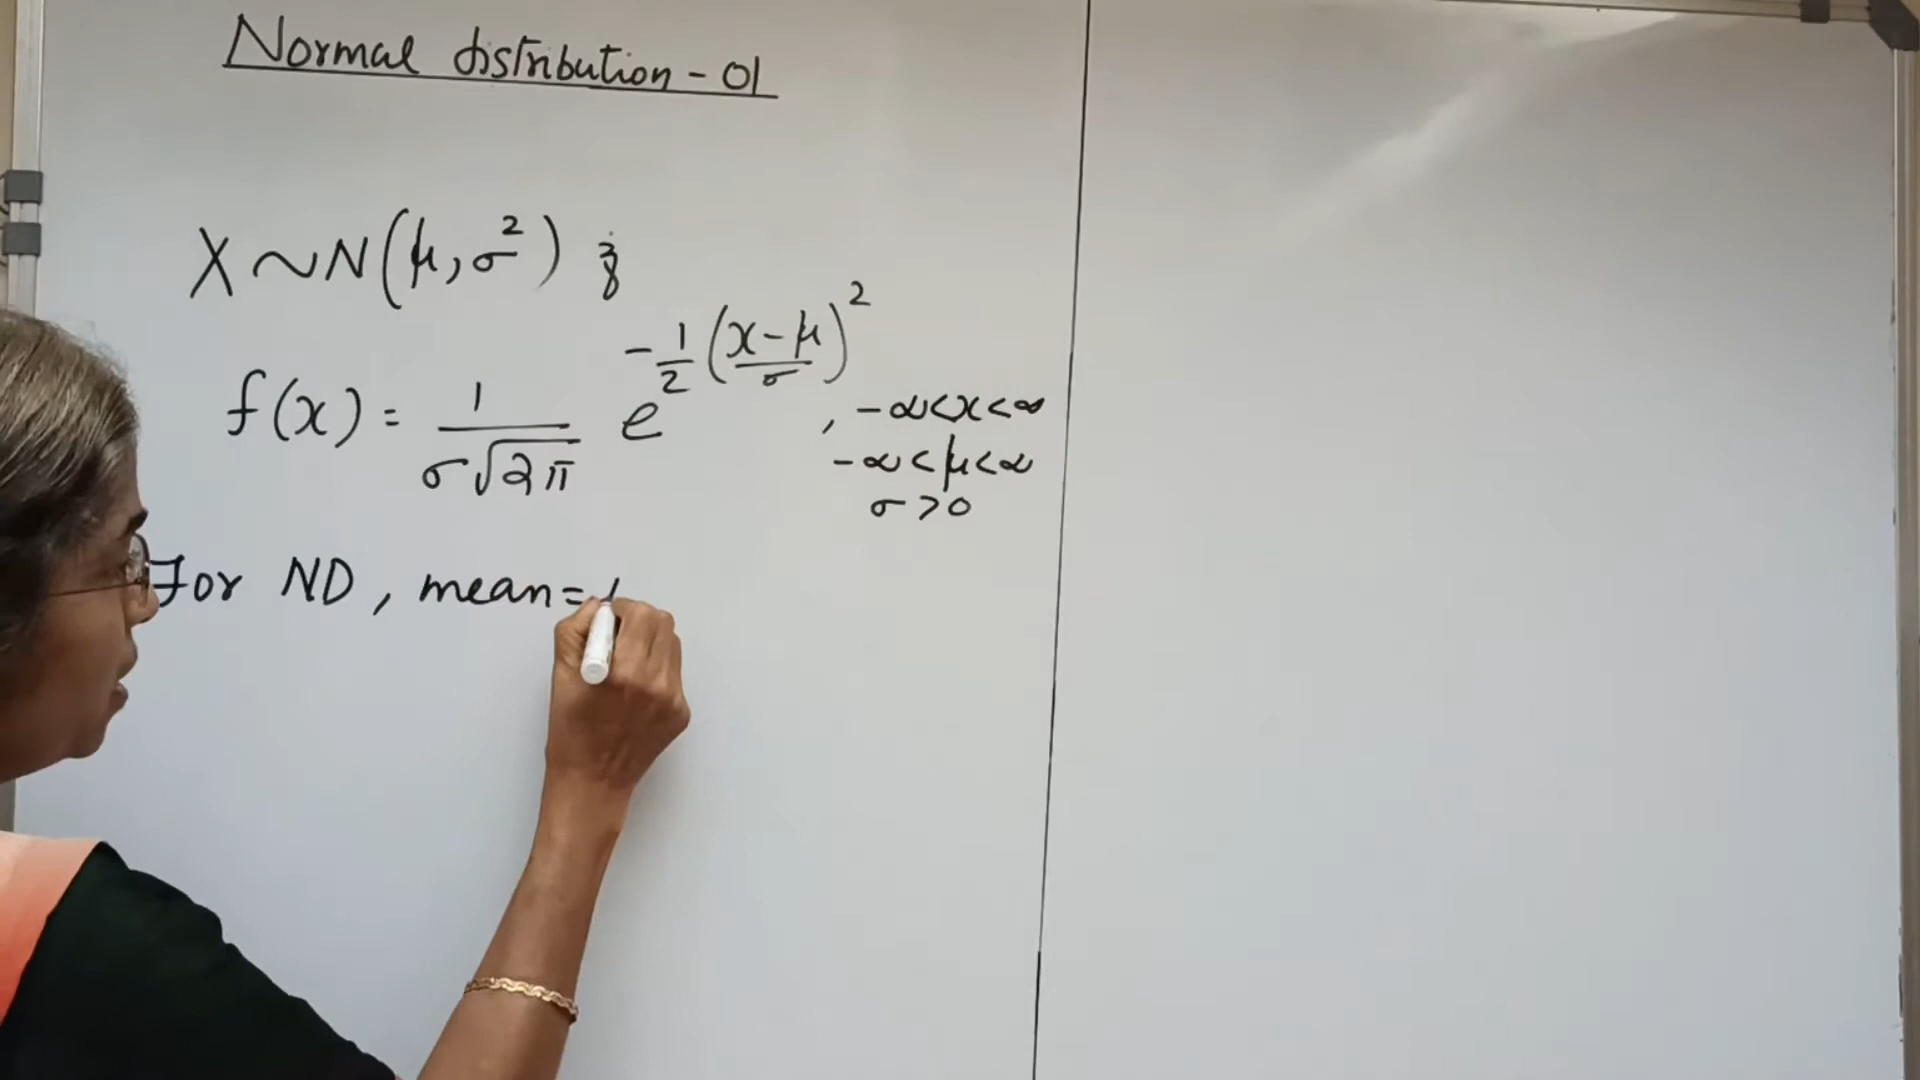 Normal distribution - 01
X ~ N(μ, σ²) ;
f(x) = 1/(σ√2π) e^(-1/2 ((x-μ)/σ)²) , -∞<x<∞
-∞<μ<∞
σ>0
For ND, mean=